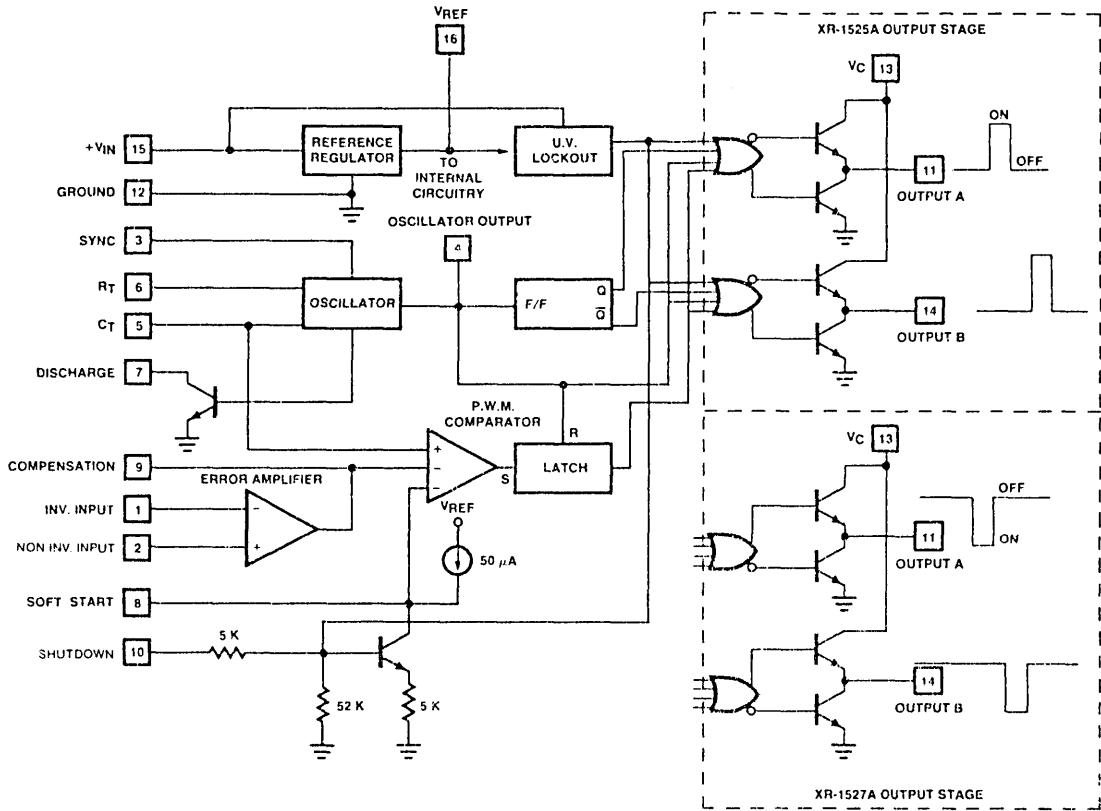 VREF
16
+VIN 15
REFERENCE
REGULATOR
TO
INTERNAL
CIRCUITRY
U.V.
LOCKOUT
GROUND 12
OSCILLATOR OUTPUT
4
SYNC 3
RT 6
OSCILLATOR
F/F
Q
Q̅
CT 5
DISCHARGE 7
P.W.M.
COMPARATOR
+
−
−
S
R
LATCH
COMPENSATION 9
ERROR AMPLIFIER
INV. INPUT 1
−
NON INV. INPUT 2
+
VREF
50 μA
SOFT START 8
SHUTDOWN 10
5 K
52 K
5 K
XR-1525A OUTPUT STAGE
VC 13
ON
OFF
11
OUTPUT A
14
OUTPUT B
VC 13
OFF
ON
11
OUTPUT A
14
OUTPUT B
XR-1527A OUTPUT STAGE